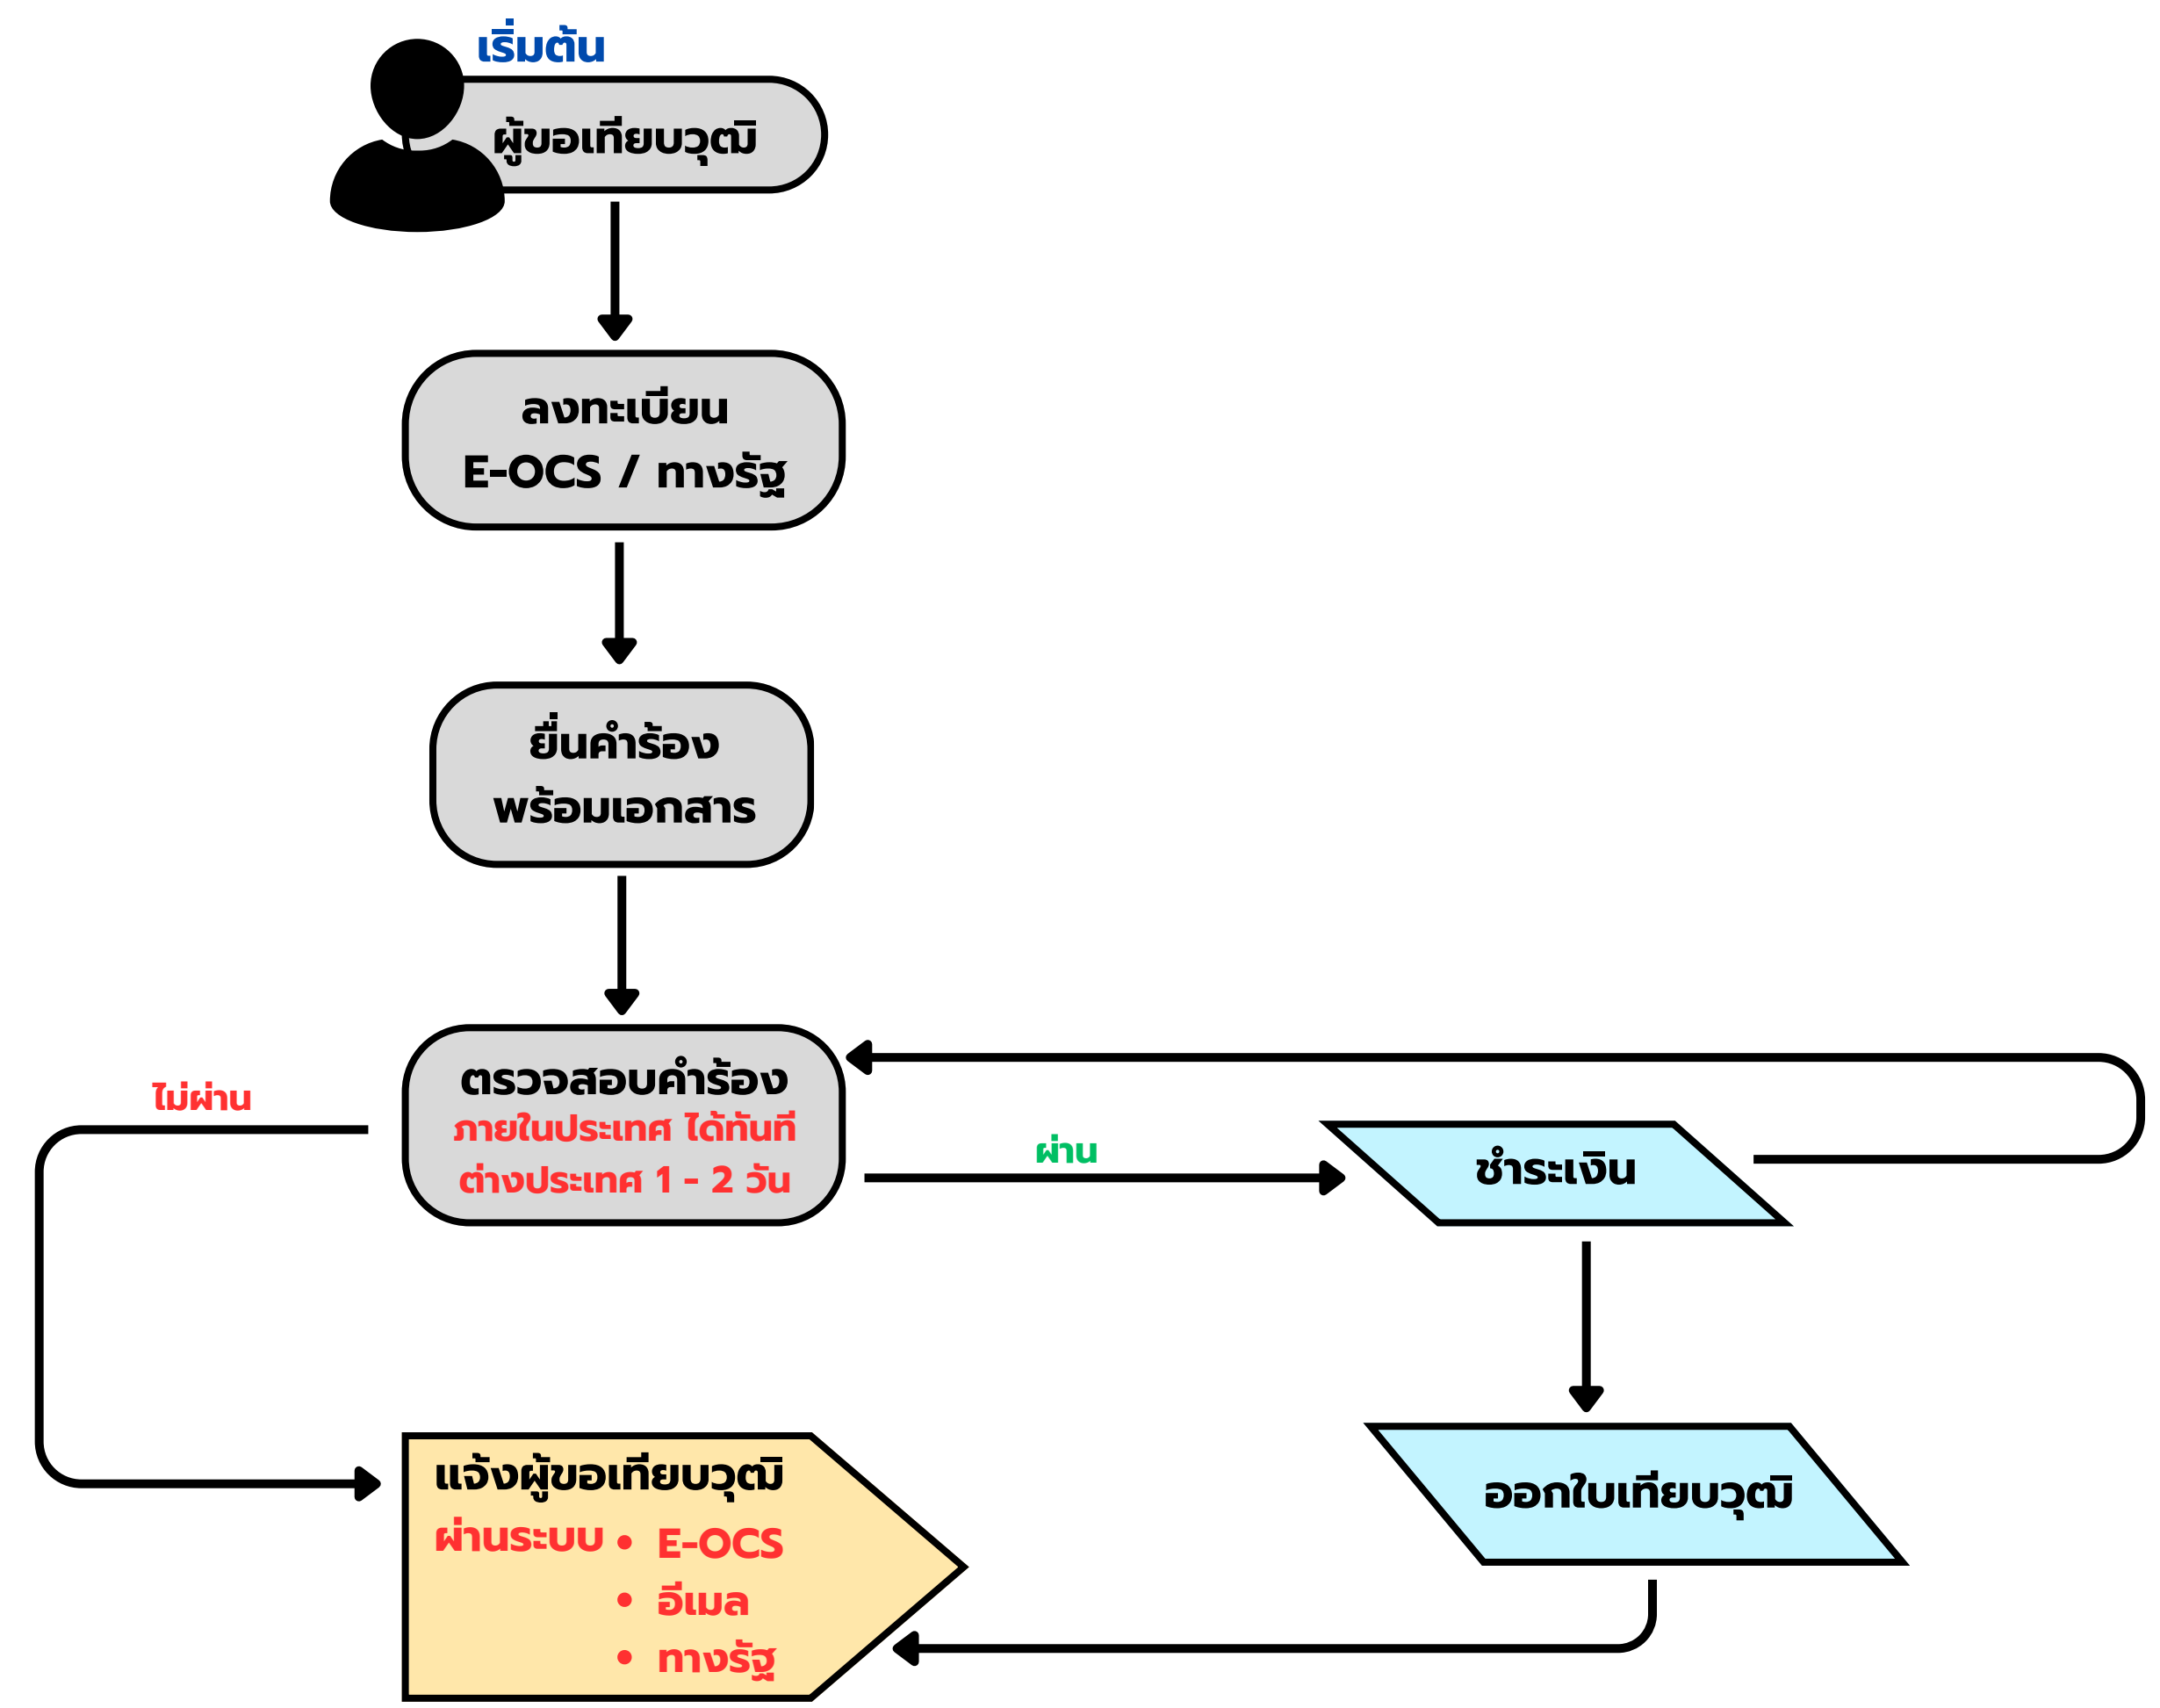 เริ่มต้น
ผู้ขอเทียบวุฒิ
ลงทะเบียน
E-OCS / ทางรัฐ
ยื่นคำร้อง
พร้อมเอกสาร
ตรวจสอบคำร้อง
ภายในประเทศ ได้ทันที
ต่างประเทศ 1 - 2 วัน
ไม่ผ่าน
ผ่าน
ชำระเงิน
ออกใบเทียบวุฒิ
แจ้งผู้ขอเทียบวุฒิ
ผ่านระบบ • E-OCS
• อีเมล
• ทางรัฐ